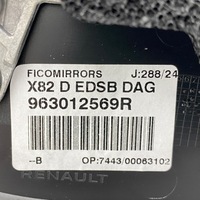 FICOMIRRORS J:288/24
X82 D EDSB DAG
963012569R
--B OP:7443/00063102
RENAULT